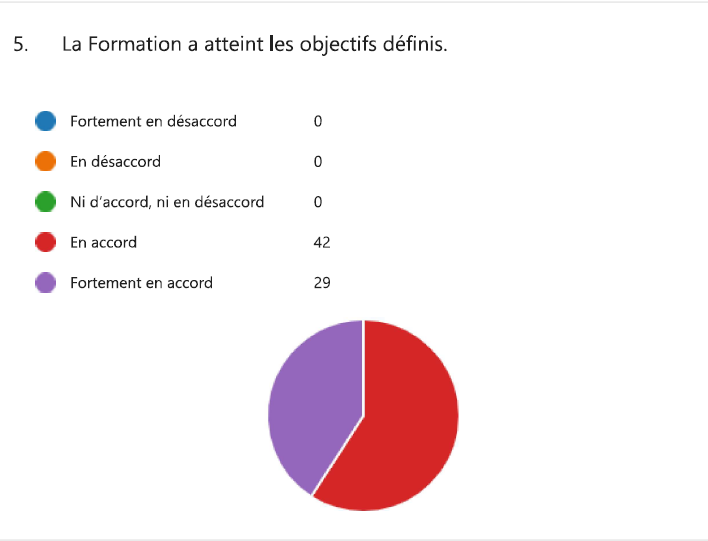 5. La Formation a atteint les objectifs définis.
Fortement en désaccord 0
En désaccord 0
Ni d'accord, ni en désaccord 0
En accord 42
Fortement en accord 29